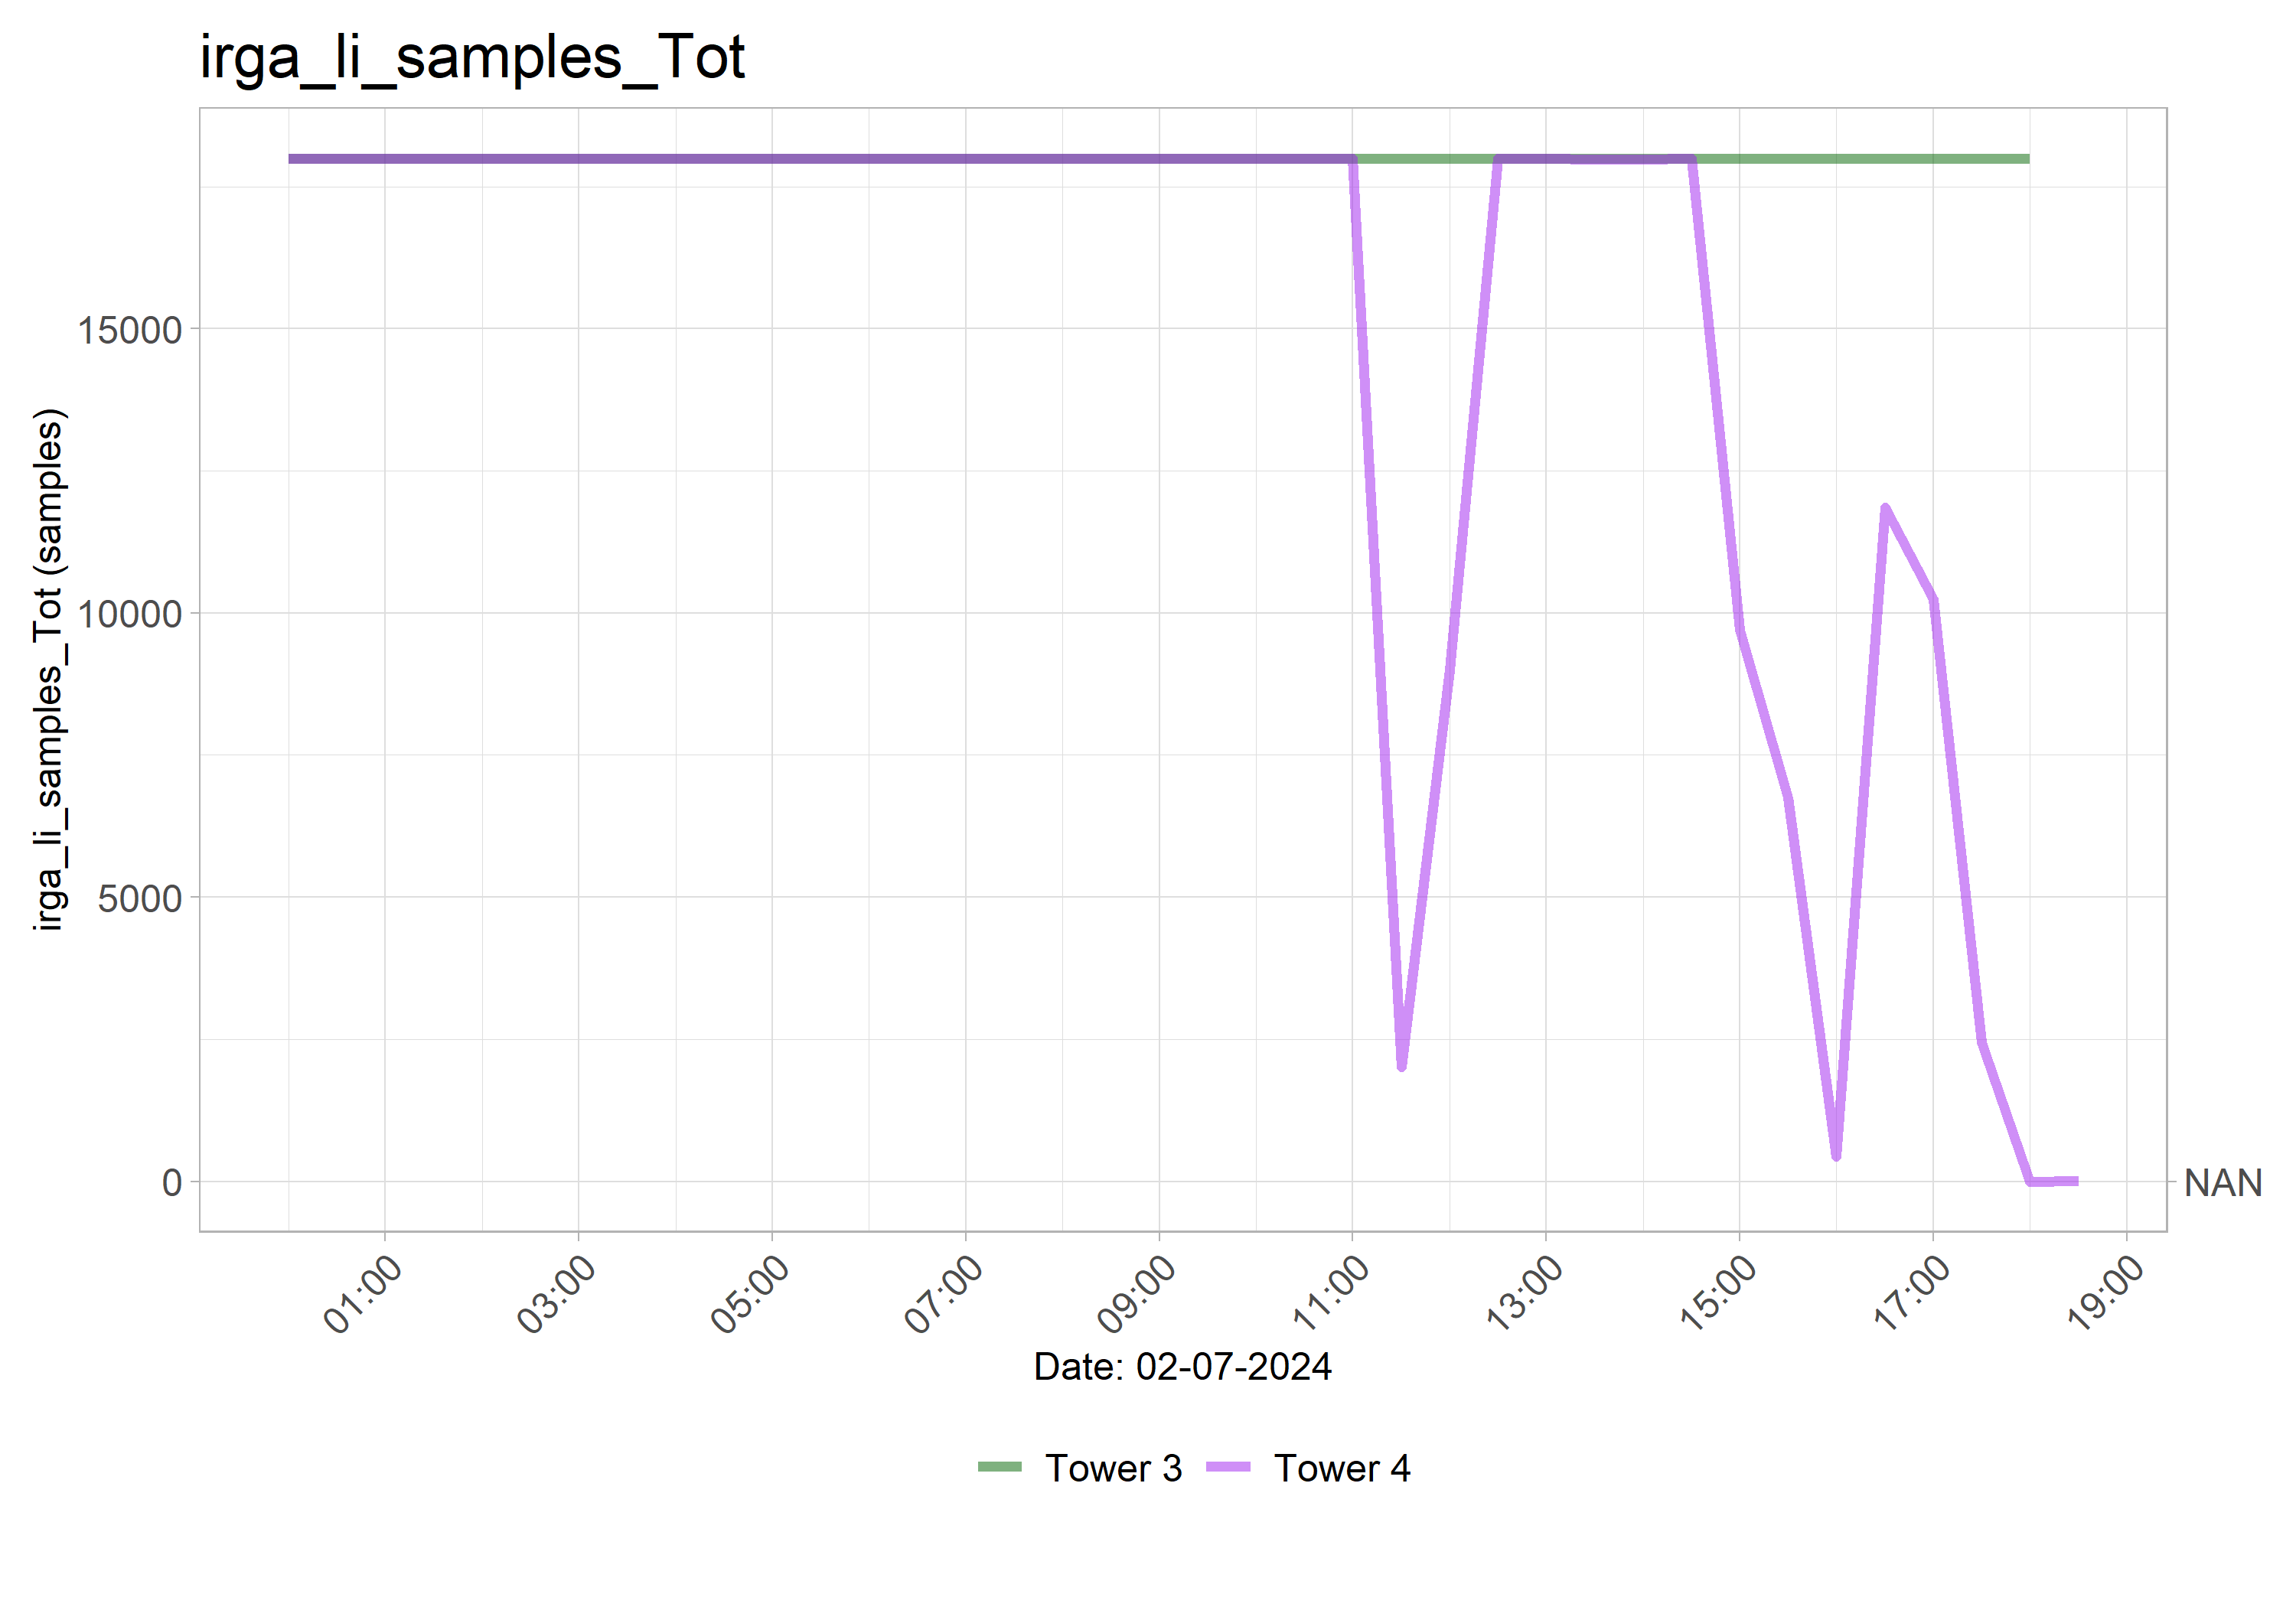 irga_li_samples_Tot
irga_li_samples_Tot (samples)
15000
10000
5000
0
NAN
01:00
03:00
05:00
07:00
09:00
11:00
13:00
15:00
17:00
19:00
Date: 02-07-2024
Tower 3
Tower 4